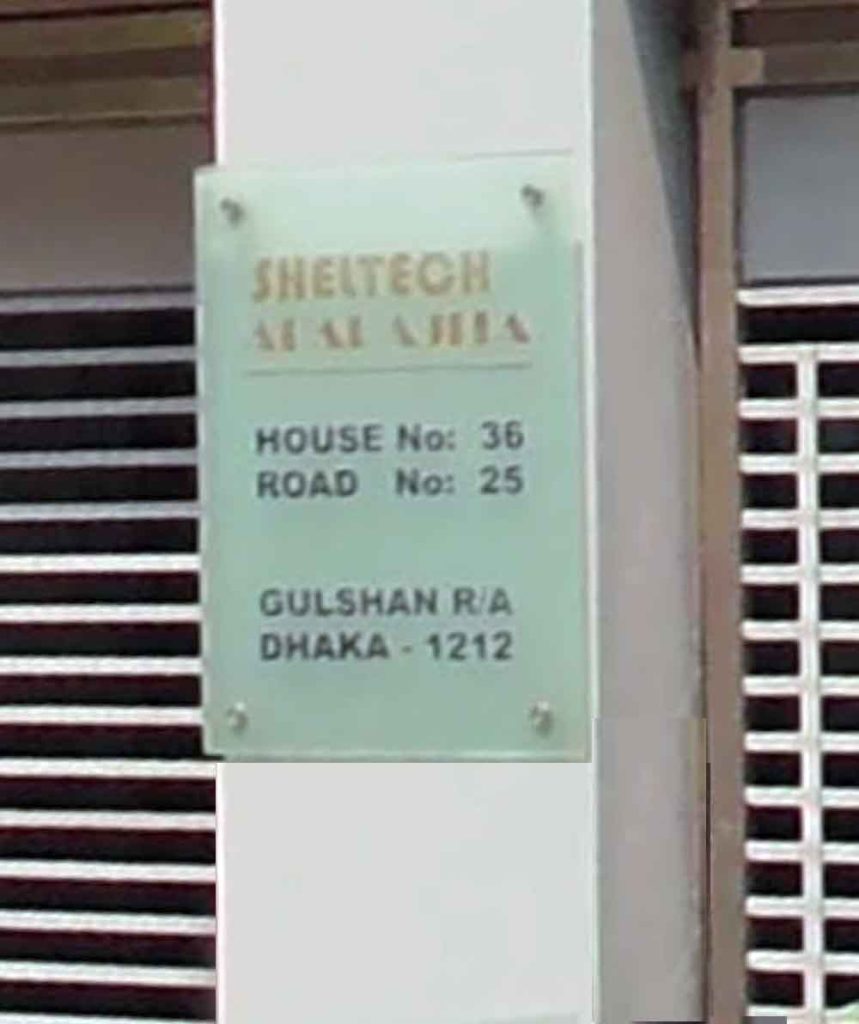 SHELTECH
HOUSE No: 36
ROAD No: 25
GULSHAN R/A
DHAKA - 1212